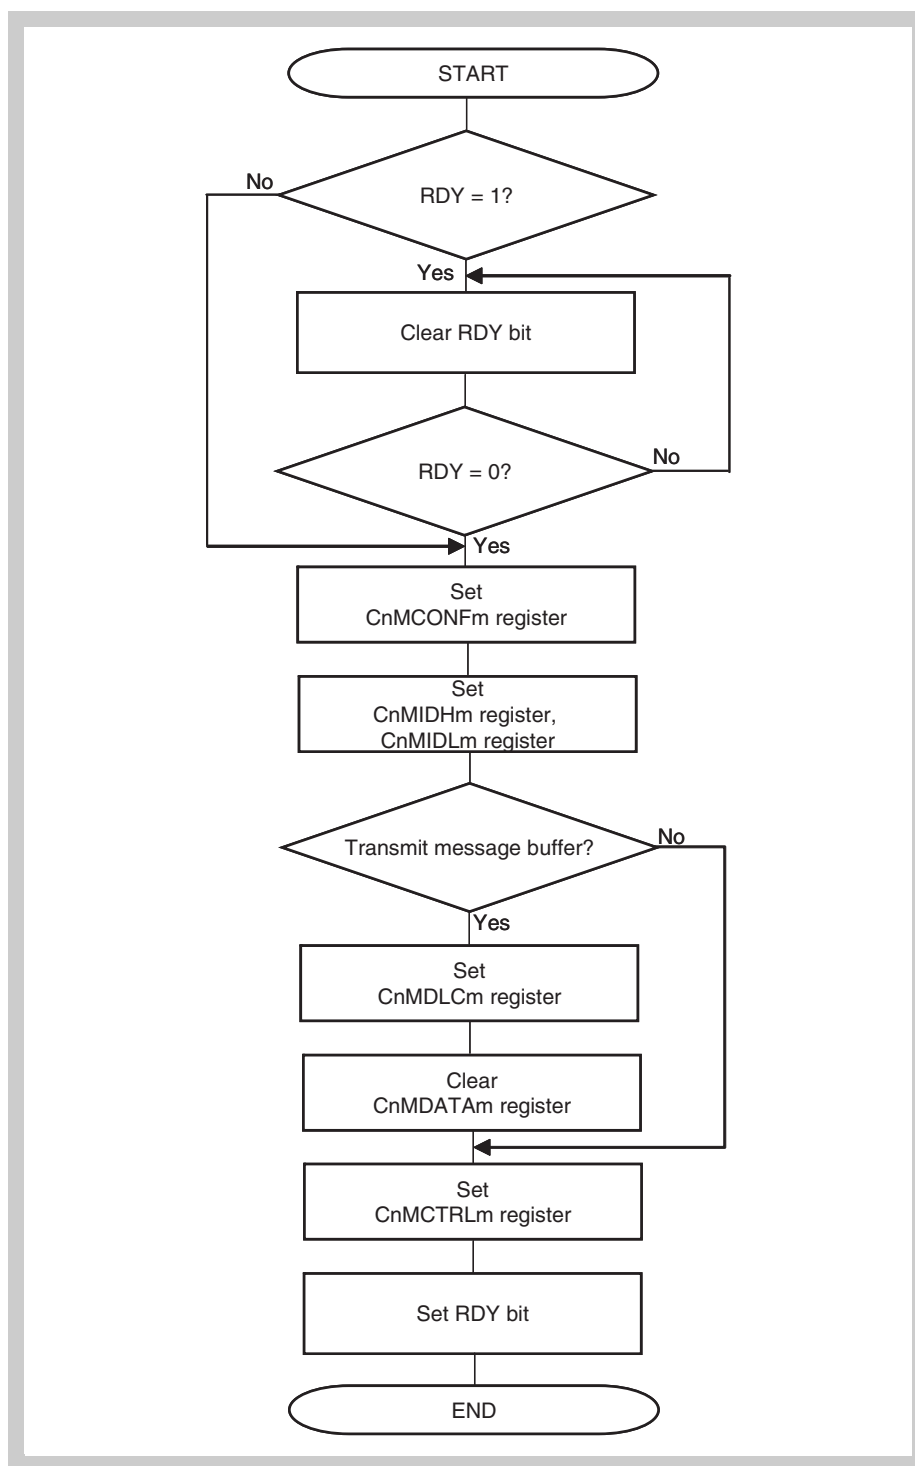 START
No
RDY = 1?
Yes
Clear RDY bit
RDY = 0?
No
Yes
Set
CnMCONFm register
Set
CnMIDHm register,
CnMIDLm register
Transmit message buffer?
No
Yes
Set
CnMDLCm register
Clear
CnMDATAm register
Set
CnMCTRLm register
Set RDY bit
END